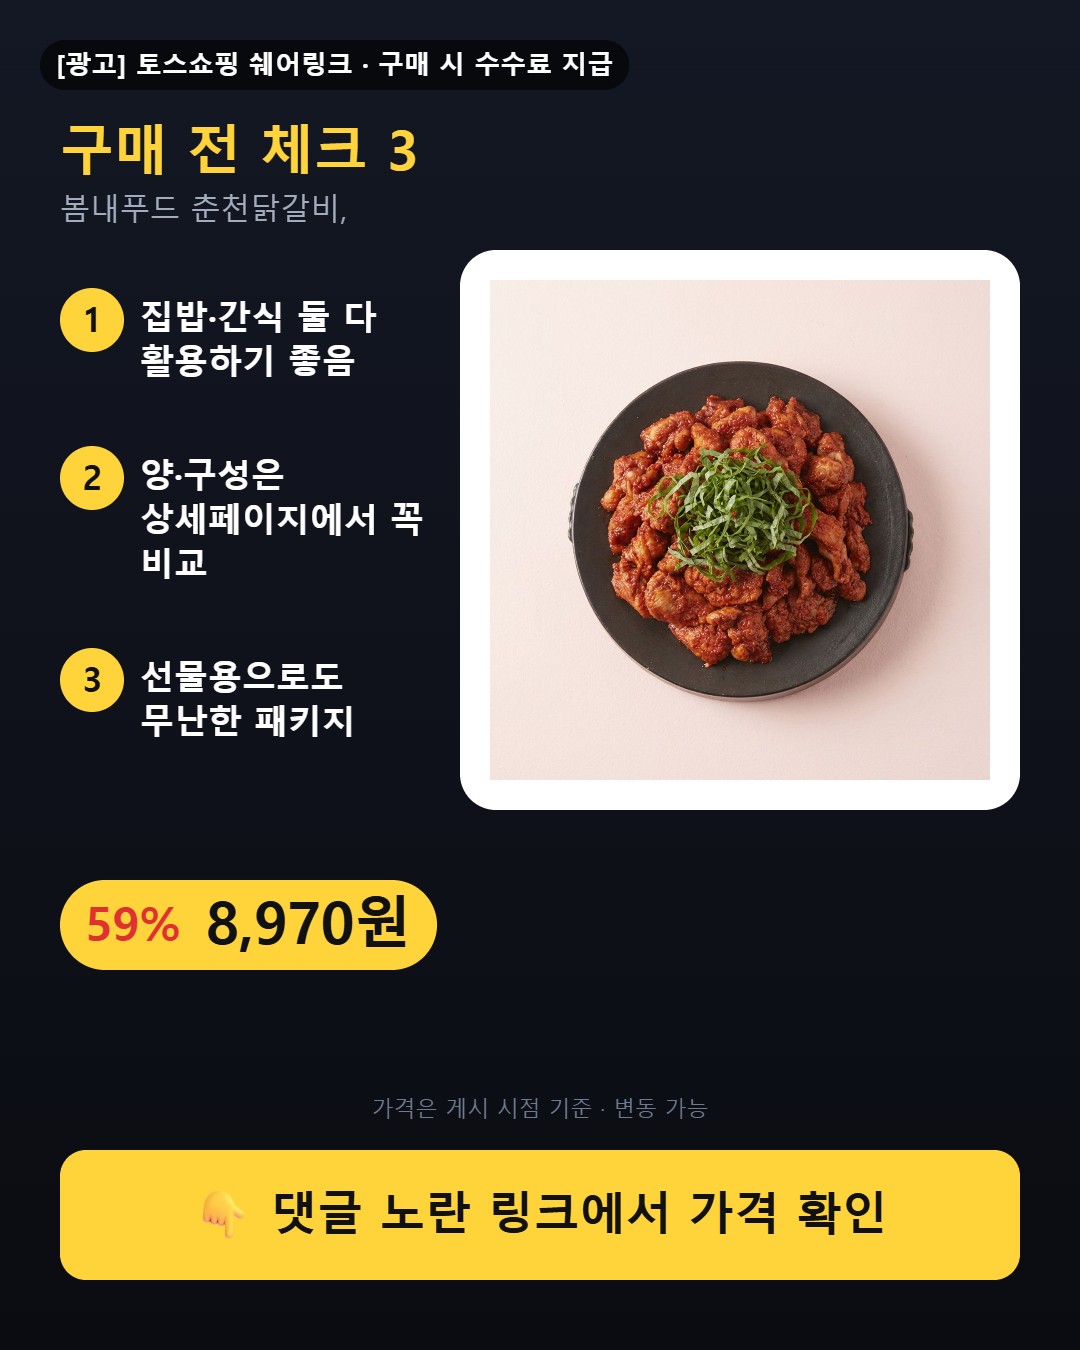 [광고] 토스쇼핑 쉐어링크 · 구매 시 수수료 지급
구매 전 체크 3
봄내푸드 춘천닭갈비,
1 집밥·간식 둘 다
활용하기 좋음
2 양·구성은
상세페이지에서 꼭
비교
3 선물용으로도
무난한 패키지
59% 8,970원
가격은 게시 시점 기준 · 변동 가능
👇 댓글 노란 링크에서 가격 확인